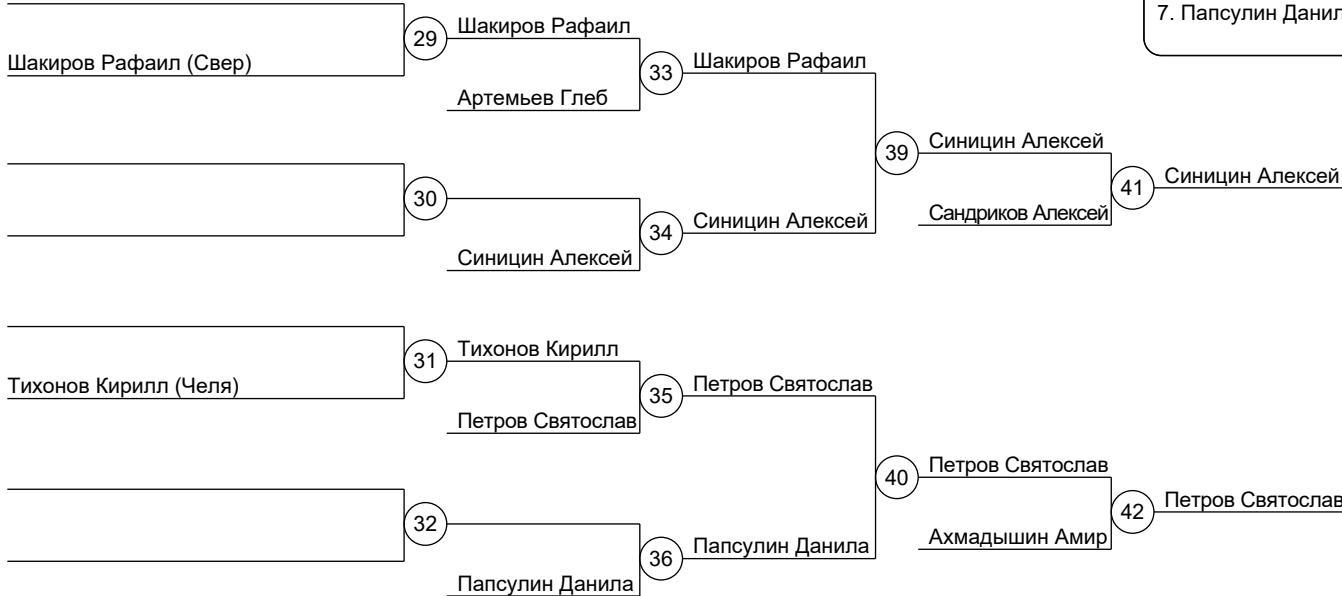 7. Папсулин Данил
29
Шакиров Рафаил
Шакиров Рафаил (Свер)
33
Шакиров Рафаил
Артемьев Глеб
39
Синицин Алексей
30
41
Синицин Алексей
Сандриков Алексей
34
Синицин Алексей
Синицин Алексей
31
Тихонов Кирилл
Тихонов Кирилл (Челя)
35
Петров Святослав
Петров Святослав
40
Петров Святослав
32
42
Петров Святослав
Ахмадышин Амир
36
Папсулин Данила
Папсулин Данила